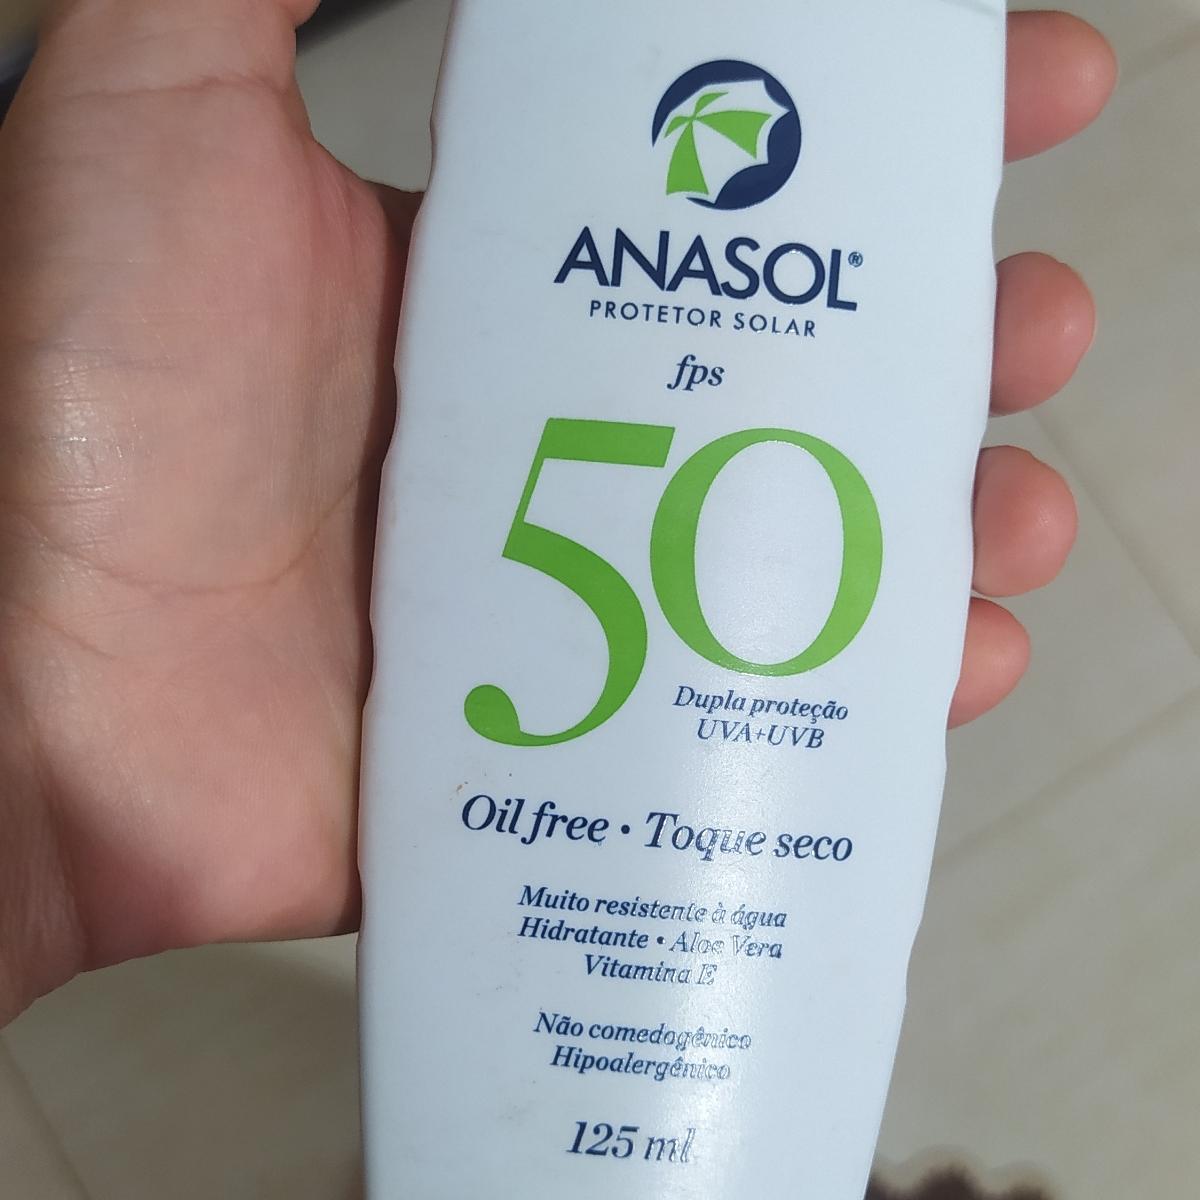 ANASOL®
PROTETOR SOLAR
fps
50
Dupla proteção
UVA+UVB
Oil free • Toque seco
Muito resistente à água
Hidratante • Aloe Vera
Vitamina E
Não comedogênico
Hipoalergênico
125 ml